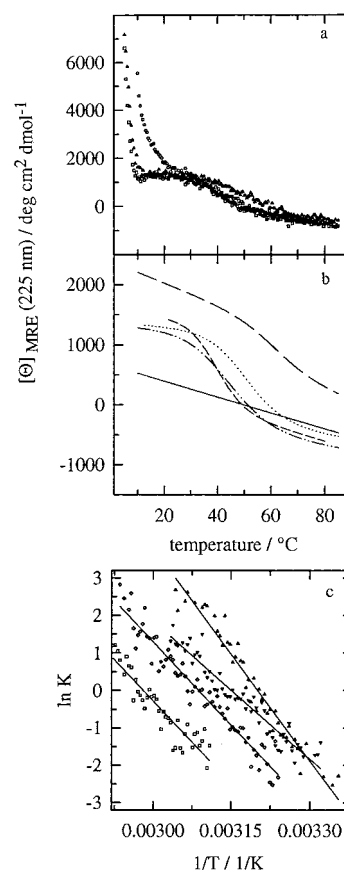 a
6000
4000
2000
0
[Θ] MRE (225 nm) / deg cm² dmol⁻¹
b
2000
1000
0
-1000
20 40 60 80
temperature / °C
c
3
2
1
0
-1
-2
-3
ln K
0.00300 0.00315 0.00330
1/T / 1/K